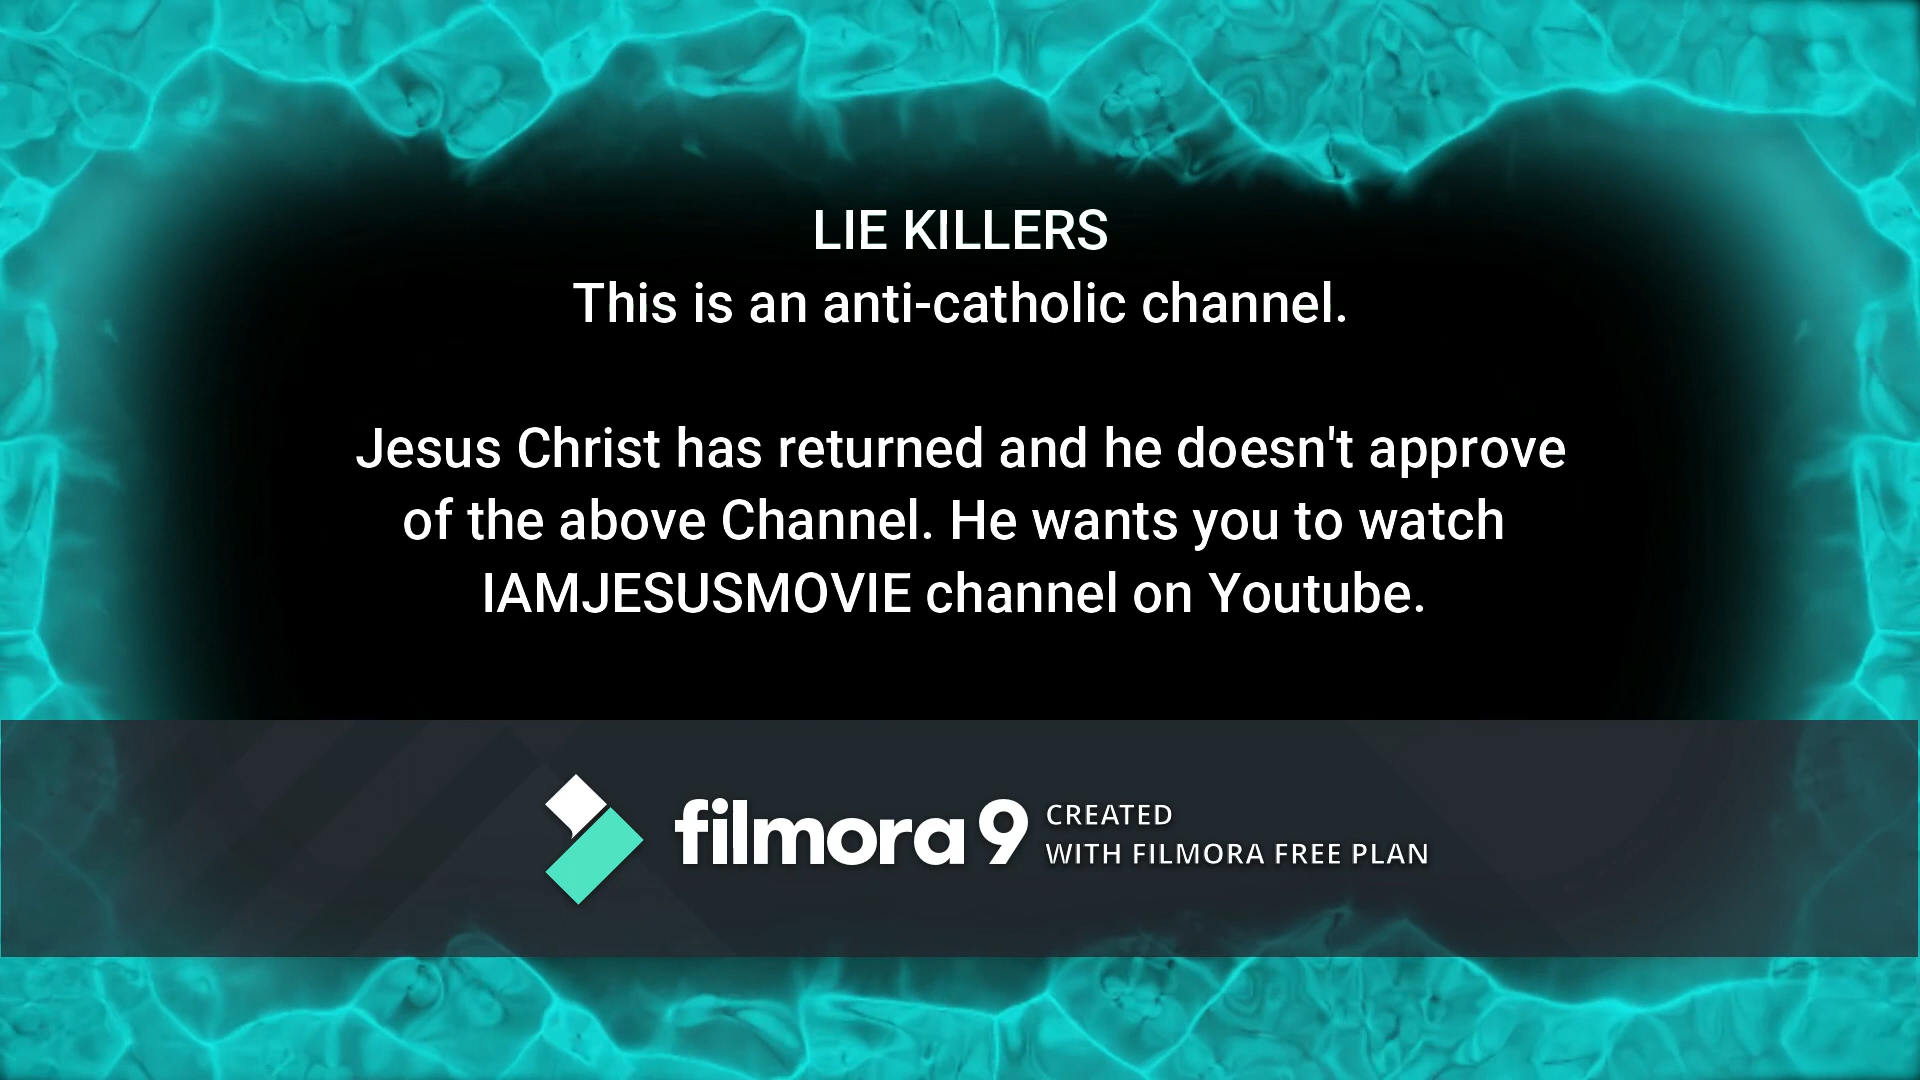 LIE KILLERS
This is an anti-catholic channel.
Jesus Christ has returned and he doesn't approve
of the above Channel. He wants you to watch
IAMJESUSMOVIE channel on Youtube.
filmora 9
CREATED
WITH FILMORA FREE PLAN